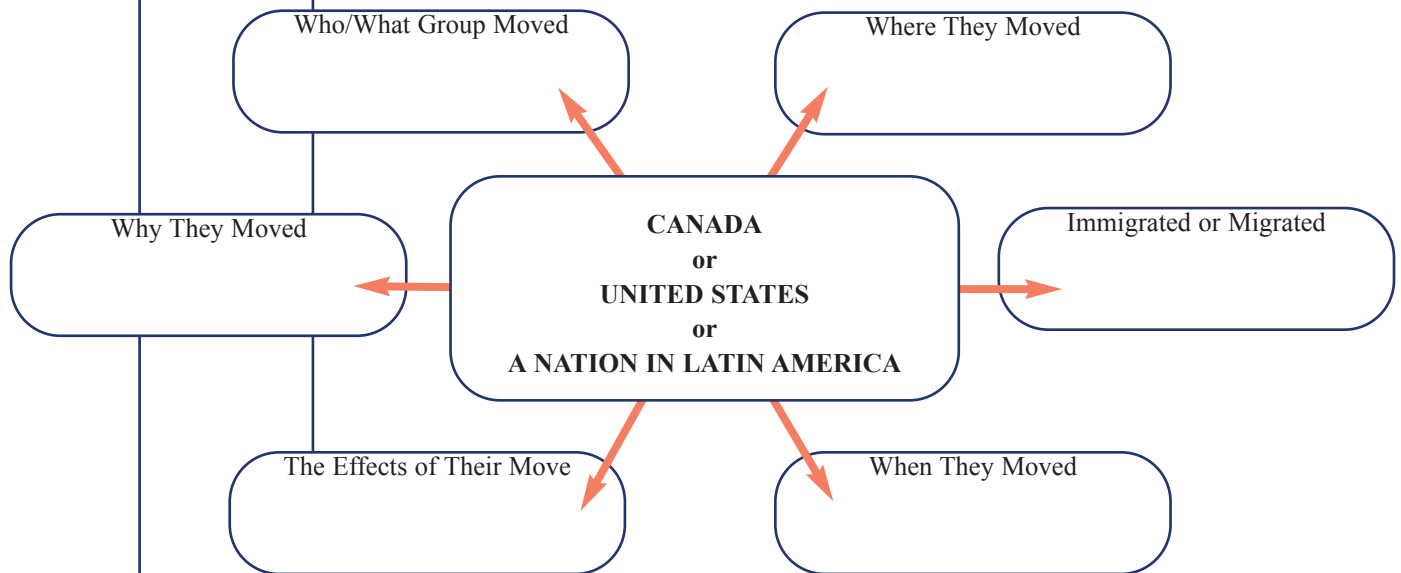 Who/What Group Moved
Where They Moved
Why They Moved
CANADA
or
UNITED STATES
or
A NATION IN LATIN AMERICA
Immigrated or Migrated
The Effects of Their Move
When They Moved